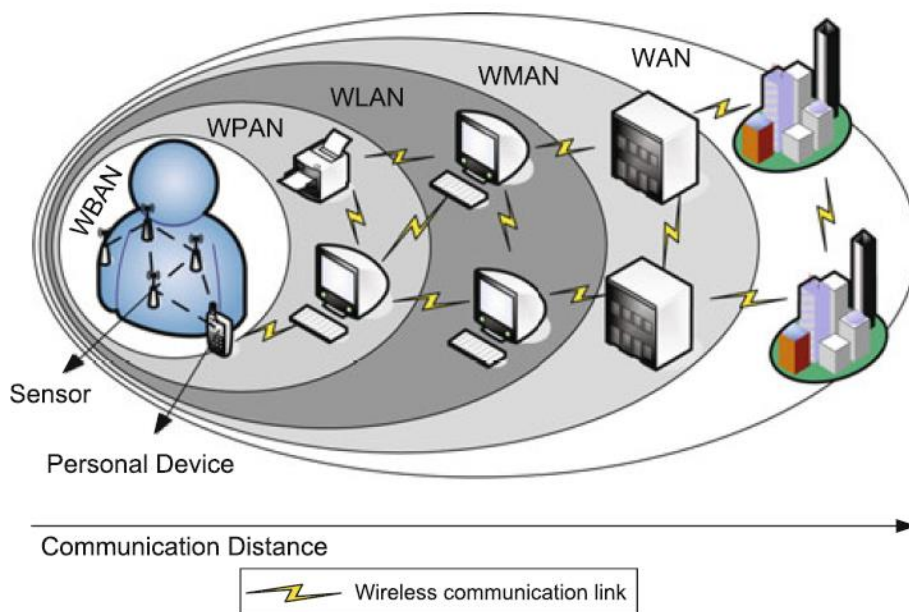 WAN
WMAN
WLAN
WPAN
WBAN
Sensor
Personal Device
Communication Distance
Wireless communication link